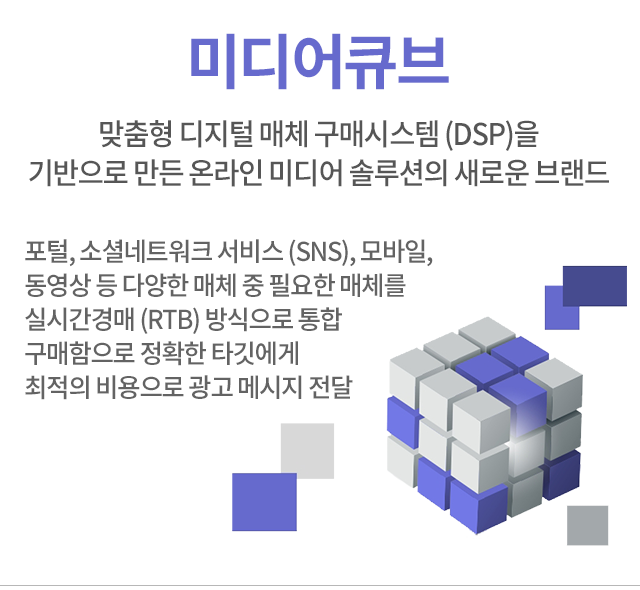 미디어큐브
맞춤형 디지털 매체 구매시스템 (DSP)을
기반으로 만든 온라인 미디어 솔루션의 새로운 브랜드
포털, 소셜네트워크 서비스 (SNS), 모바일,
동영상 등 다양한 매체 중 필요한 매체를
실시간경매 (RTB) 방식으로 통합
구매함으로 정확한 타깃에게
최적의 비용으로 광고 메시지 전달